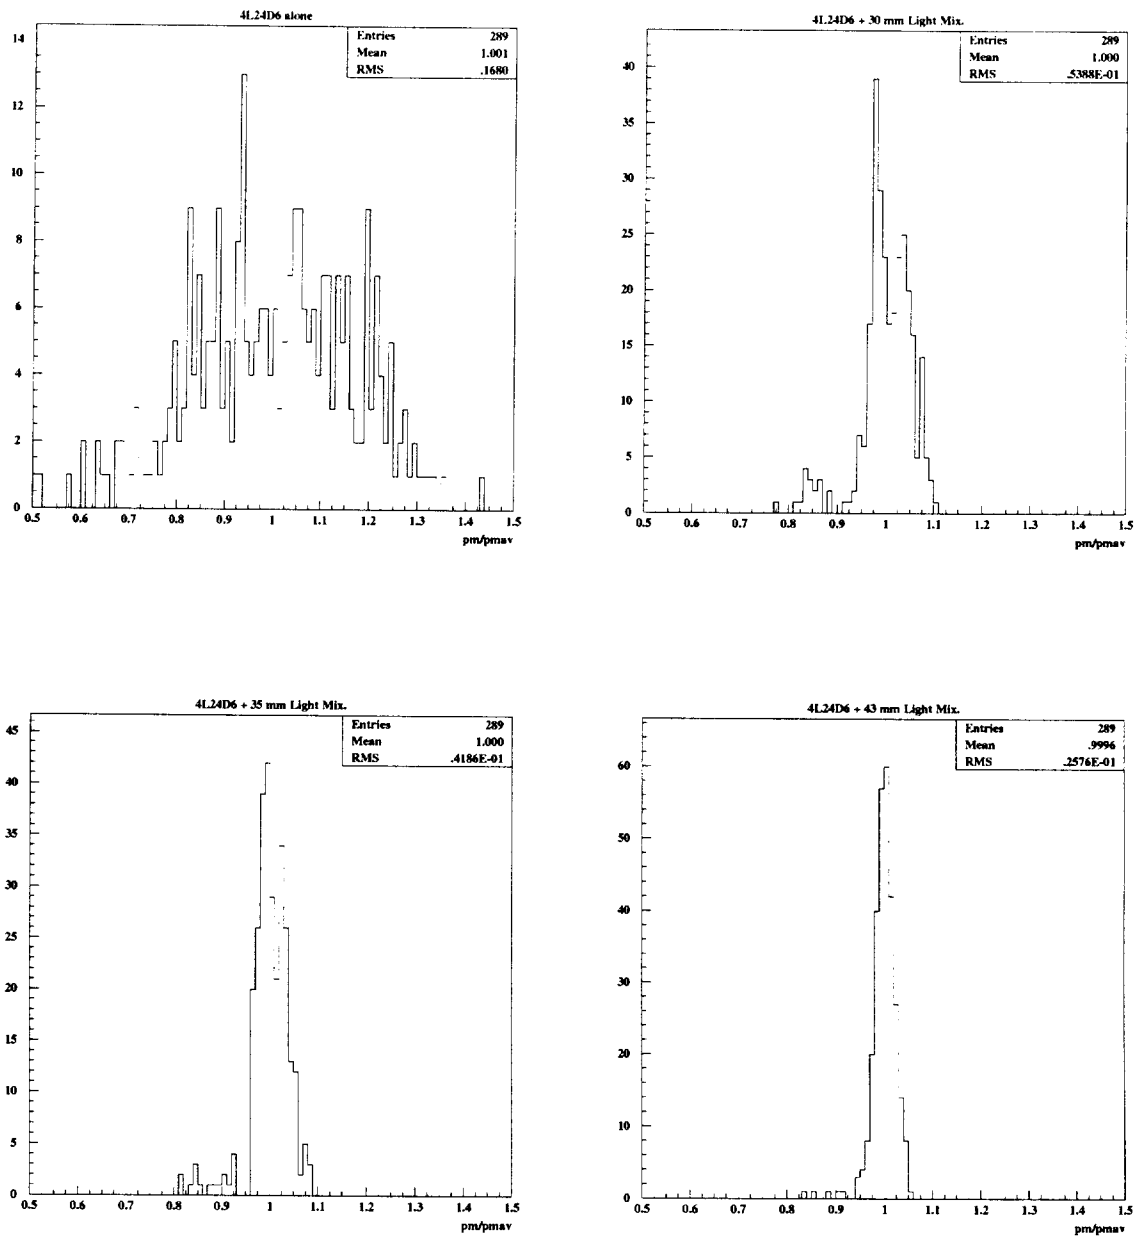 4L24D6 alone
Entries 289
Mean 1.001
RMS .1680
14
12
10
8
6
4
2
0
0.5 0.6 0.7 0.8 0.9 1 1.1 1.2 1.3 1.4 1.5
pm/pmav
4L24D6 + 30 mm Light Mix.
Entries 289
Mean 1.000
RMS .5388E-01
40
35
30
25
20
15
10
5
0
0.5 0.6 0.7 0.8 0.9 1 1.1 1.2 1.3 1.4 1.5
pm/pmav
4L24D6 + 35 mm Light Mix.
Entries 289
Mean 1.000
RMS .4186E-01
45
40
35
30
25
20
15
10
5
0
0.5 0.6 0.7 0.8 0.9 1 1.1 1.2 1.3 1.4 1.5
pm/pmav
4L24D6 + 43 mm Light Mix.
Entries 289
Mean .9996
RMS .2576E-01
60
50
40
30
20
10
0
0.5 0.6 0.7 0.8 0.9 1 1.1 1.2 1.3 1.4 1.5
pm/pmav